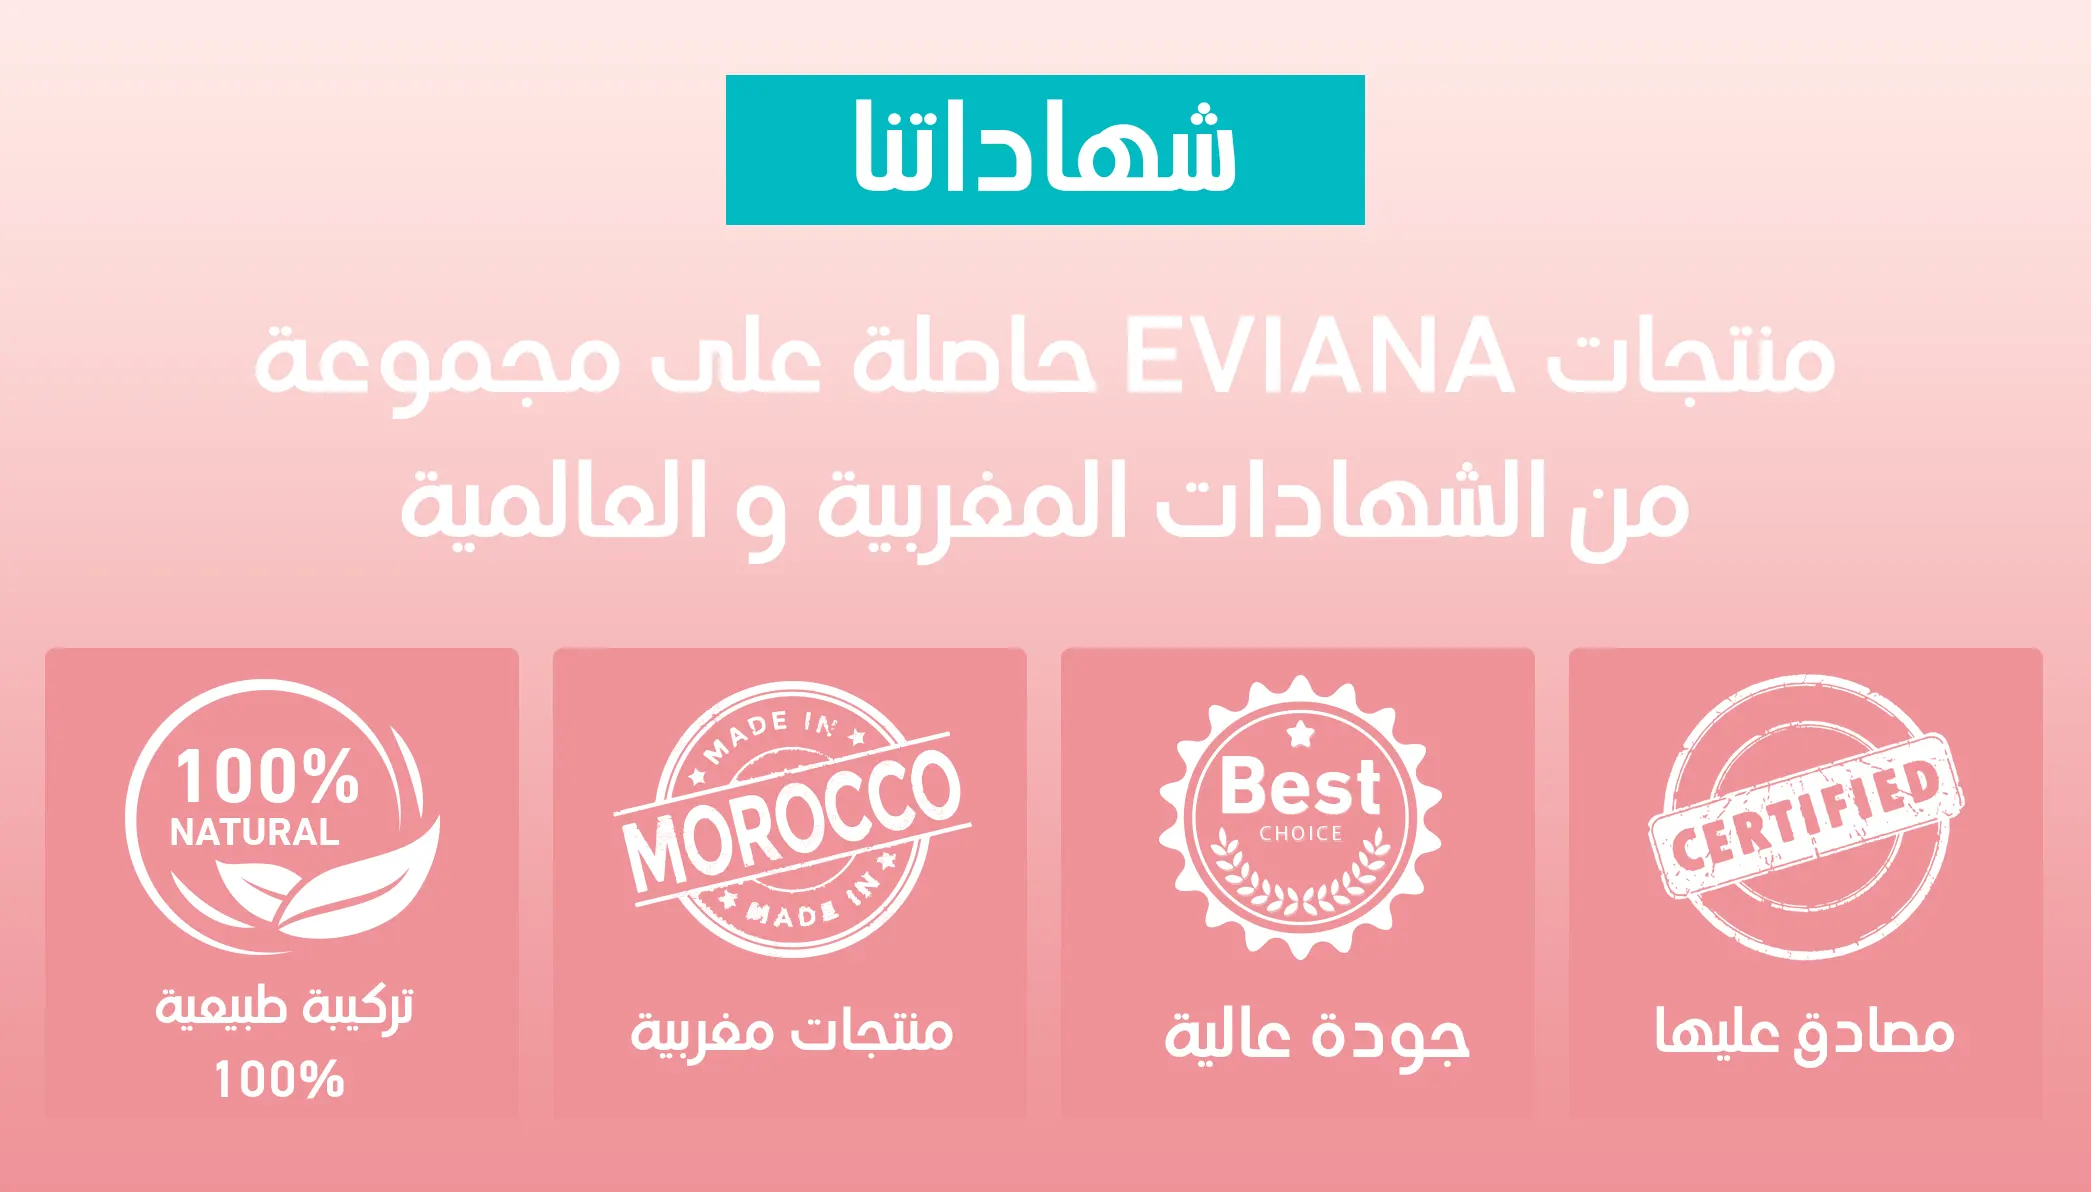 شهاداتنا
منتجات EVIANA حاصلة على مجموعة
من الشهادات المغربية و العالمية
CERTIFIED
مصادق عليها
Best
CHOICE
جودة عالية
MADE IN
MOROCCO
MADE IN
منتجات مغربية
100%
NATURAL
تركيبة طبيعية
100%